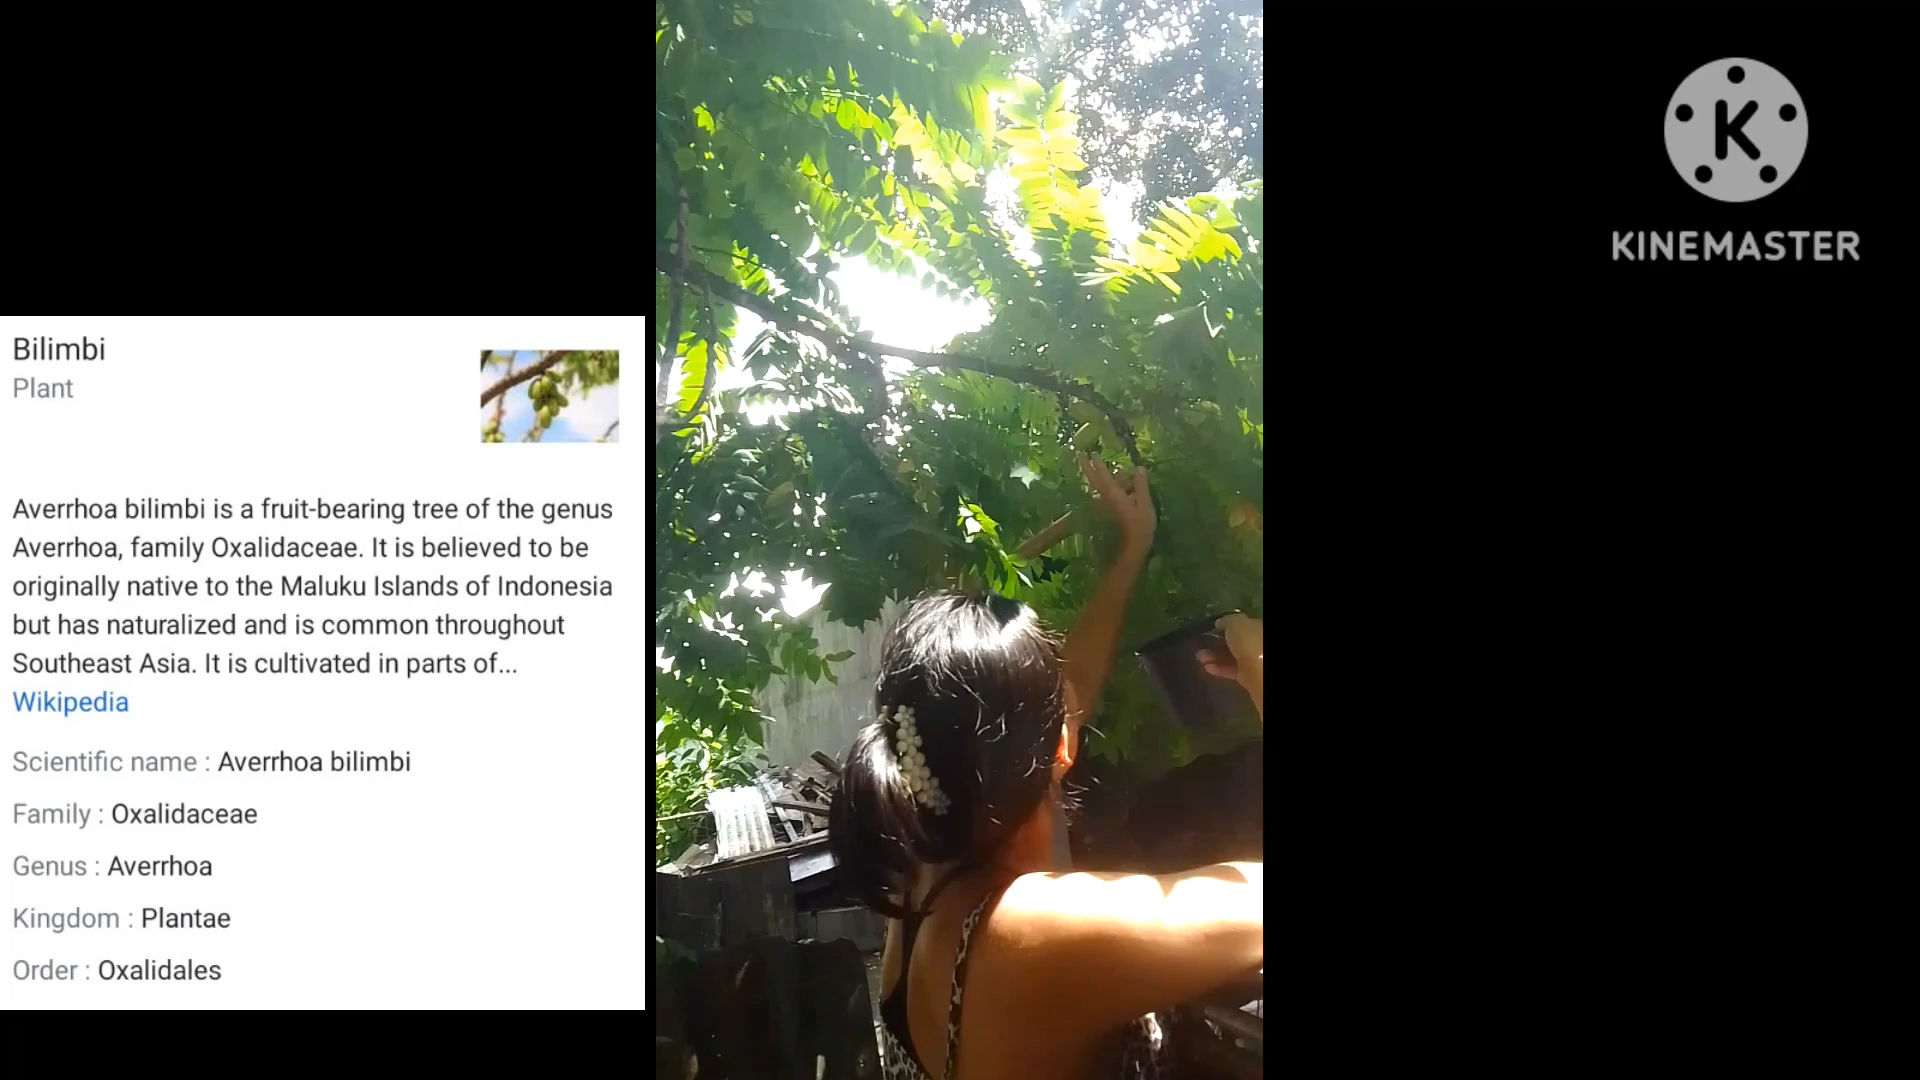 Bilimbi
Plant
Averrhoa bilimbi is a fruit-bearing tree of the genus
Averrhoa, family Oxalidaceae. It is believed to be
originally native to the Maluku Islands of Indonesia
but has naturalized and is common throughout
Southeast Asia. It is cultivated in parts of...
Wikipedia
Scientific name : Averrhoa bilimbi
Family : Oxalidaceae
Genus : Averrhoa
Kingdom : Plantae
Order : Oxalidales
K
KINEMASTER